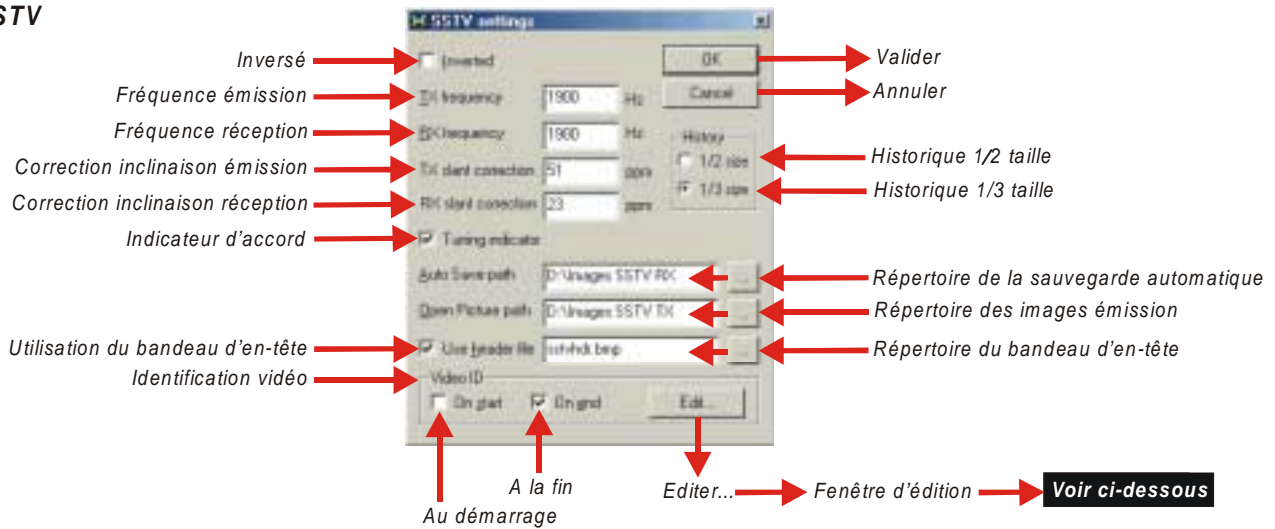 STV
SSTV settings
Inversé
Inverted
OK
Valider
Fréquence émission
TX frequency
1900
Hz
Cancel
Annuler
Fréquence réception
RX frequency
1900
Hz
History
Correction inclinaison émission
TX slant correction
51
ppm
1/2 size
Historique 1/2 taille
Correction inclinaison réception
RX slant correction
23
ppm
1/3 size
Historique 1/3 taille
Indicateur d'accord
Tuning indicator
Auto Save path
D:\Images SSTV RX
...
Répertoire de la sauvegarde automatique
Open Picture path
D:\Images SSTV TX
...
Répertoire des images émission
Utilisation du bandeau d'en-tête
Use header file
sstvhdr.bmp
...
Répertoire du bandeau d'en-tête
Identification vidéo
Video ID
On start
On end
Edit...
A la fin
Au démarrage
Editer...
Fenêtre d'édition
Voir ci-dessous